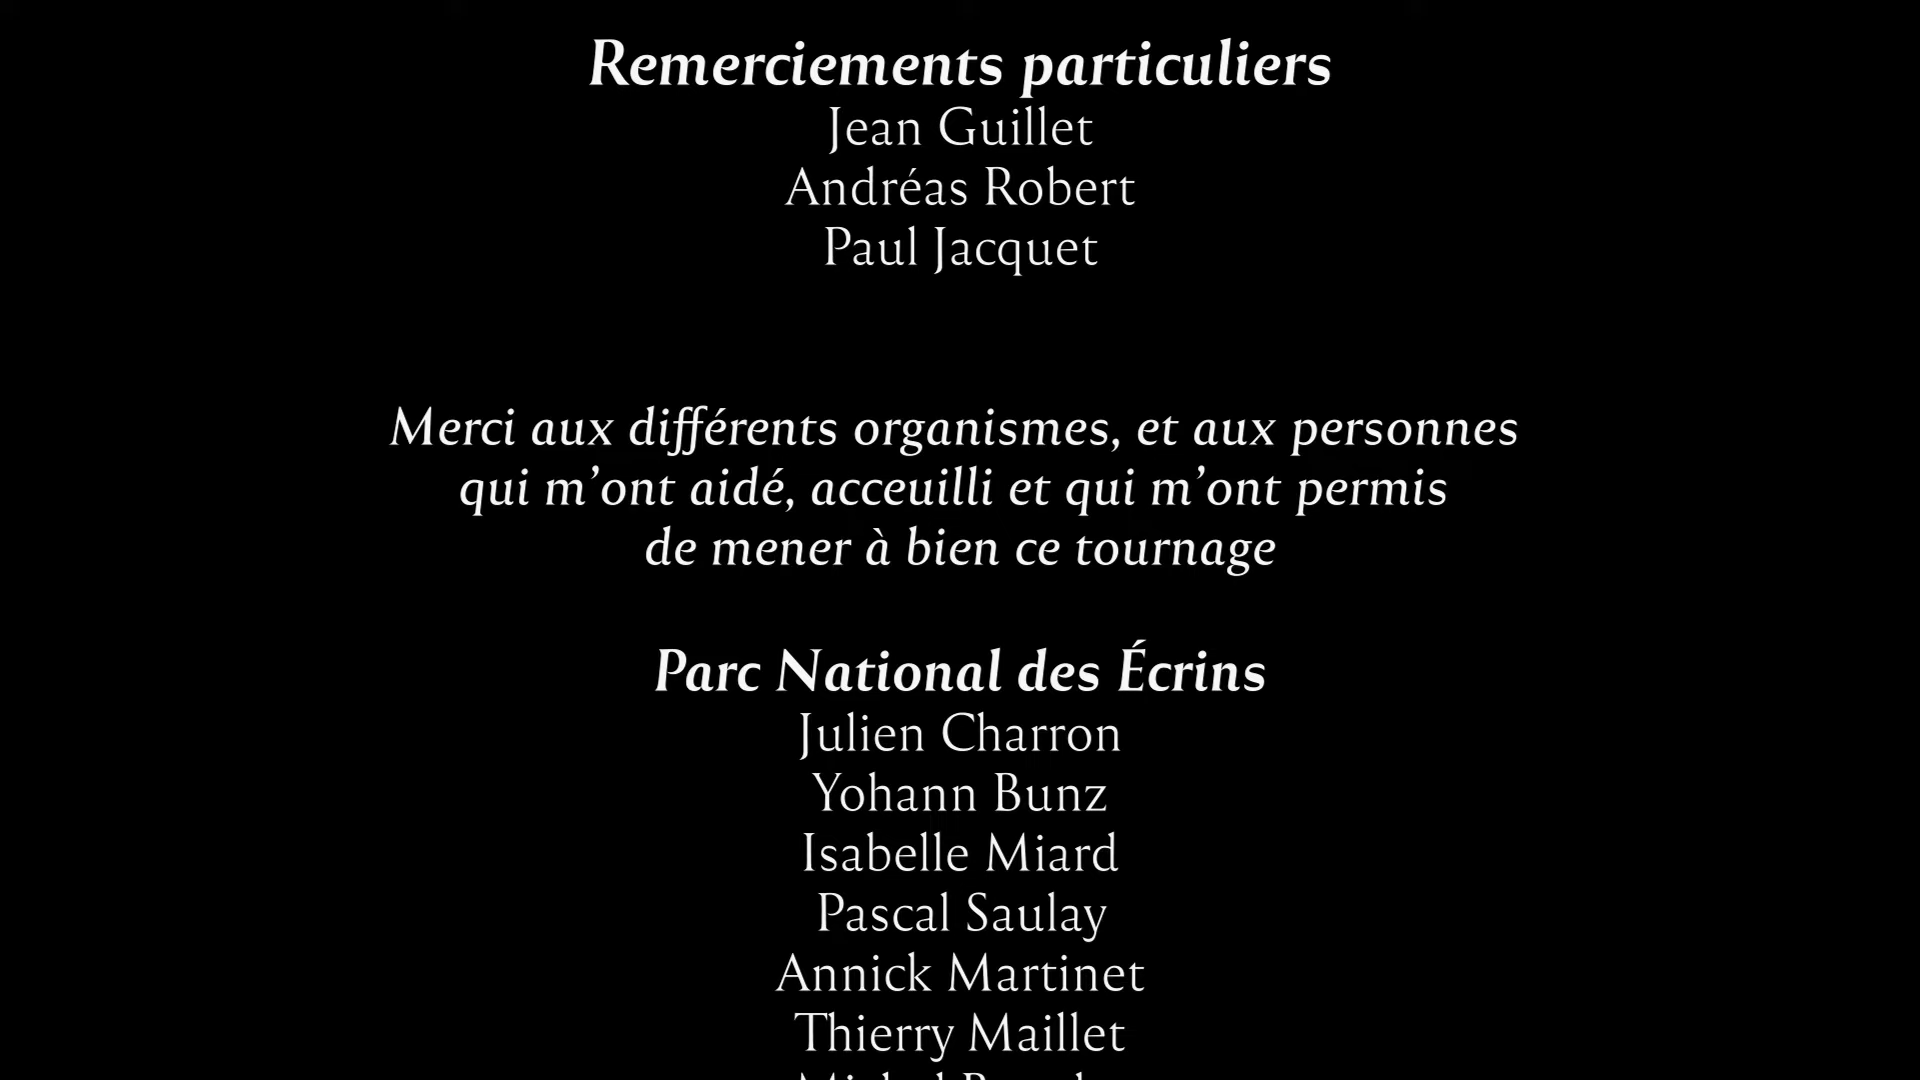 Remerciements particuliers
Jean Guillet
Andréas Robert
Paul Jacquet
Merci aux différents organismes, et aux personnes
qui m’ont aidé, acceuilli et qui m’ont permis
de mener à bien ce tournage
Parc National des Écrins
Julien Charron
Yohann Bunz
Isabelle Miard
Pascal Saulay
Annick Martinet
Thierry Maillet